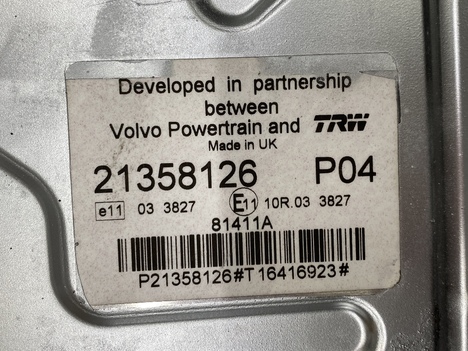 Developed in partnership
between
Volvo Powertrain and TRW
Made in UK
21358126 P04
e11 03 3827 E11 10R.03 3827
81411A
P21358126#T16416923#